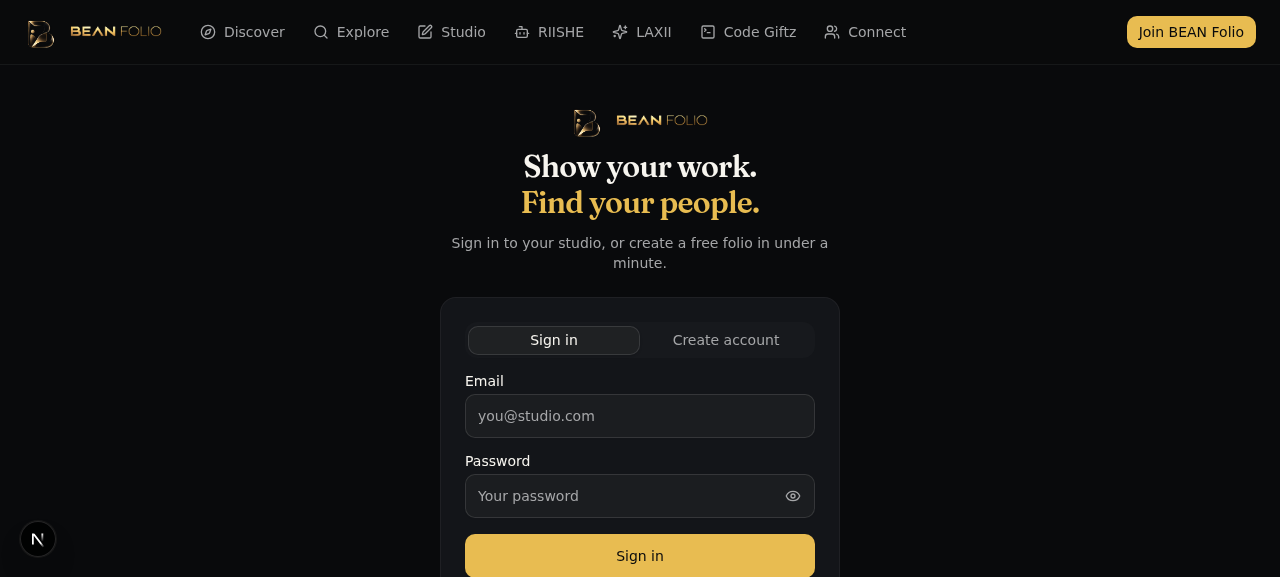 BEAN FOLIO
Discover
Explore
Studio
RIISHE
LAXII
Code Giftz
Connect
Join BEAN Folio
BEAN FOLIO
Show your work.
Find your people.
Sign in to your studio, or create a free folio in under a
minute.
Sign in
Create account
Email
you@studio.com
Password
Your password
Sign in
N